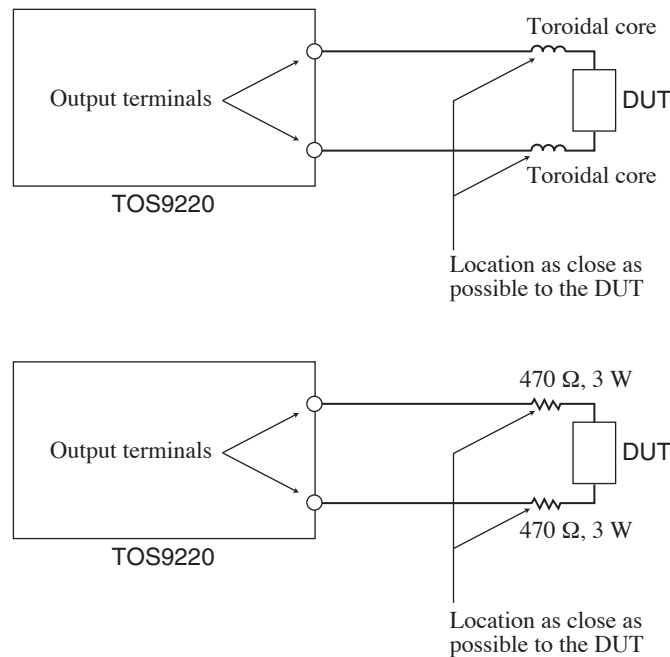 Toroidal core
Output terminals
DUT
Toroidal core
TOS9220
Location as close as
possible to the DUT
470 Ω, 3 W
Output terminals
DUT
470 Ω, 3 W
TOS9220
Location as close as
possible to the DUT